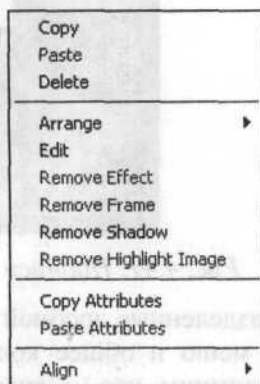 Copy
Paste
Delete
Arrange
Edit
Remove Effect
Remove Frame
Remove Shadow
Remove Highlight Image
Copy Attributes
Paste Attributes
Align